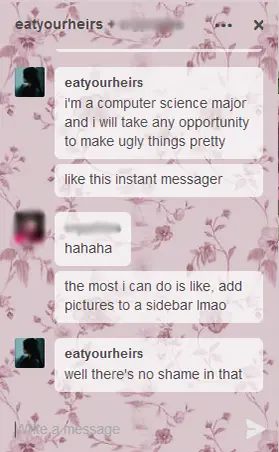 eatyourheirs +
eatyourheirs
i'm a computer science major
and i will take any opportunity
to make ugly things pretty
like this instant messager
hahaha
the most i can do is like, add
pictures to a sidebar lmao
eatyourheirs
well there's no shame in that
Write a message